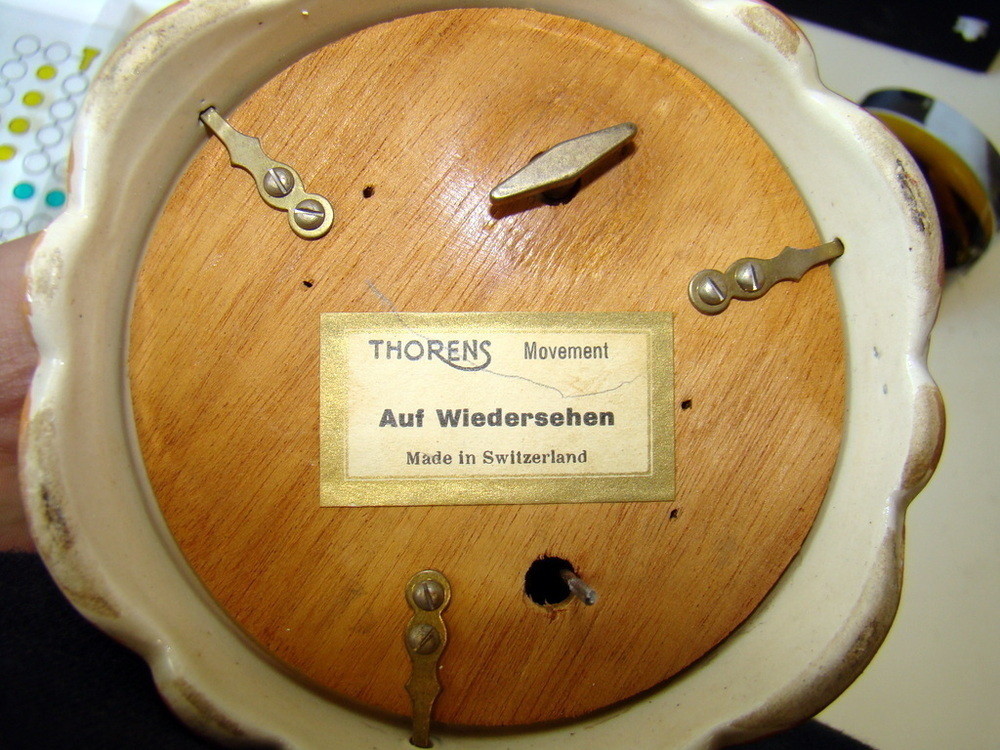 THORENS Movement
Auf Wiedersehen
Made in Switzerland